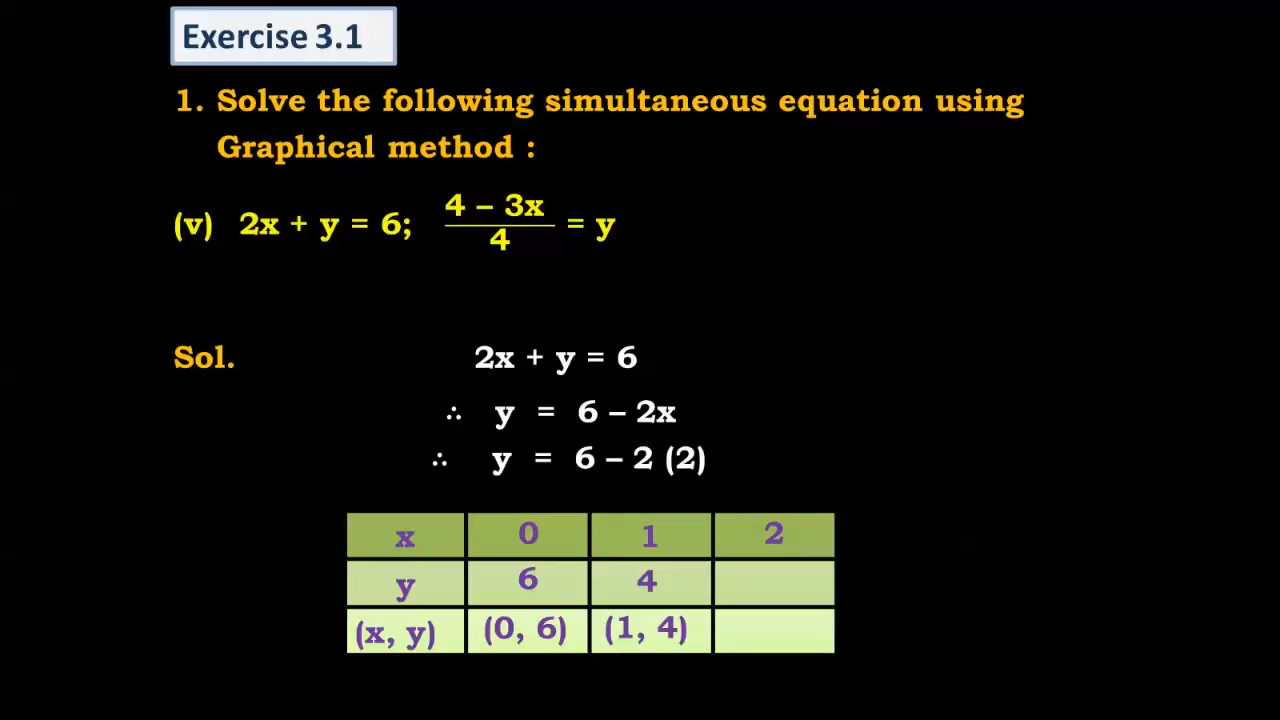 Exercise 3.1
1. Solve the following simultaneous equation using
Graphical method :
(v) 2x + y = 6; (4 – 3x)/4 = y
Sol. 2x + y = 6
∴ y = 6 – 2x
∴ y = 6 – 2 (2)
x 0 1 2
y 6 4
(x, y) (0, 6) (1, 4)